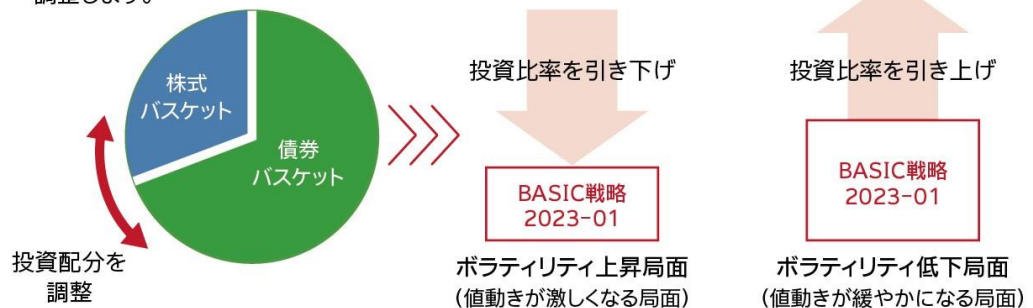 調整します。
株式
バスケット
債券
バスケット
投資配分を
調整
投資比率を引き下げ
BASIC戦略
2023-01
ボラティリティ上昇局面
(値動きが激しくなる局面)
投資比率を引き上げ
BASIC戦略
2023-01
ボラティリティ低下局面
(値動きが緩やかになる局面)